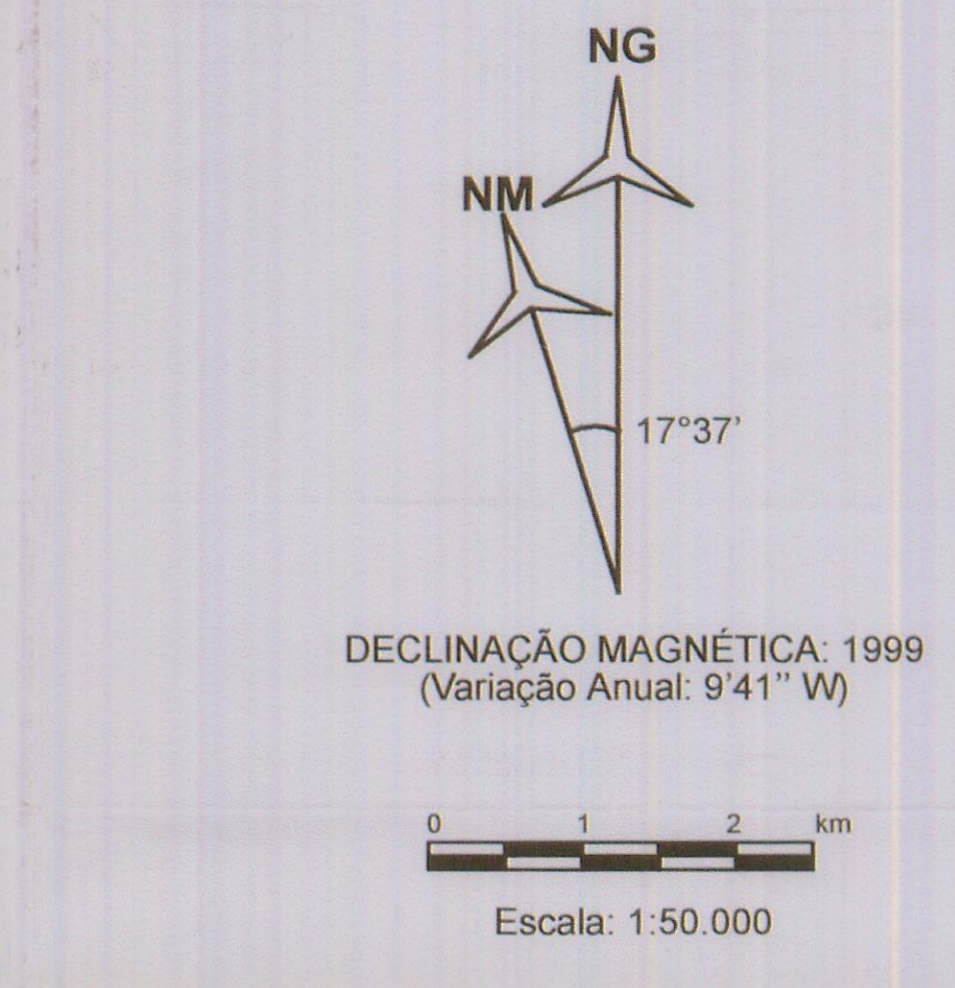 NG
NM
17°37’
DECLINAÇÃO MAGNÉTICA: 1999
(Variação Anual: 9’41’’ W)
0 1 2 km
Escala: 1:50.000